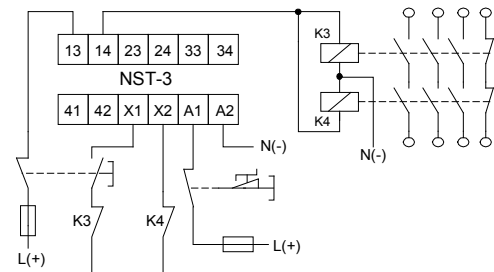 13 14 23 24 33 34
NST-3
41 42 X1 X2 A1 A2
K3
K4
N(-)
N(-)
K3
K4
L(+)
L(+)